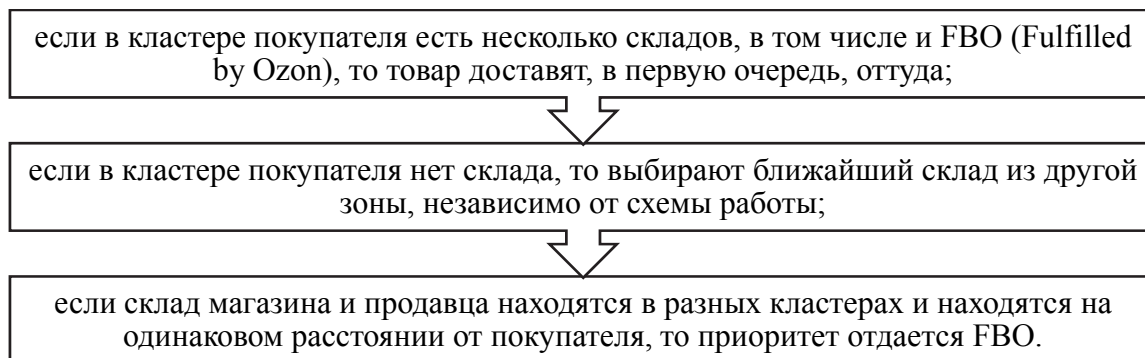 если в кластере покупателя есть несколько складов, в том числе и FBO (Fulfilled
by Ozon), то товар доставят, в первую очередь, оттуда;
если в кластере покупателя нет склада, то выбирают ближайший склад из другой
зоны, независимо от схемы работы;
если склад магазина и продавца находятся в разных кластерах и находятся на
одинаковом расстоянии от покупателя, то приоритет отдается FBO.